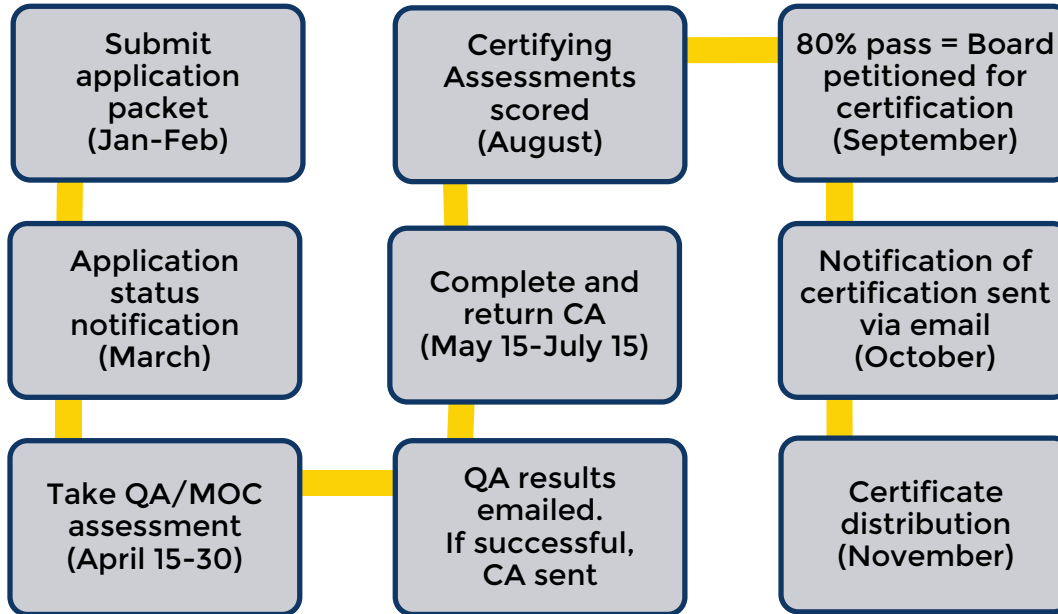 Submit
application
packet
(Jan-Feb)
Application
status
notification
(March)
Take QA/MOC
assessment
(April 15-30)
QA results
emailed.
If successful,
CA sent
Complete and
return CA
(May 15-July 15)
Certifying
Assessments
scored
(August)
80% pass = Board
petitioned for
certification
(September)
Notification of
certification sent
via email
(October)
Certificate
distribution
(November)